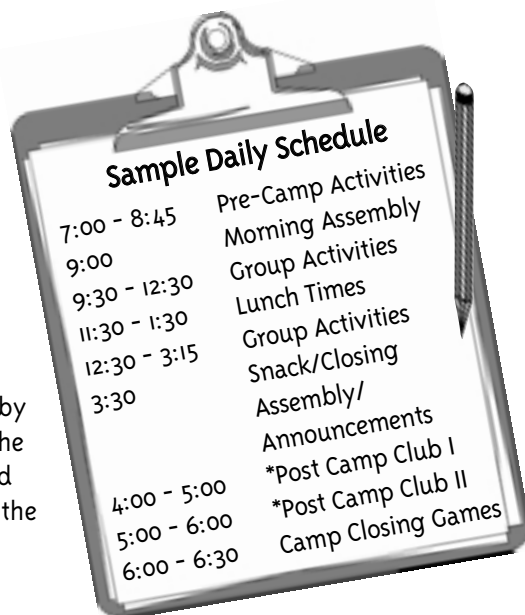 Sample Daily Schedule
7:00 - 8:45 Pre-Camp Activities
9:00 Morning Assembly
9:30 - 12:30 Group Activities
11:30 - 1:30 Lunch Times
12:30 - 3:15 Group Activities
3:30 Snack/Closing
Assembly/
Announcements
4:00 - 5:00 *Post Camp Club I
5:00 - 6:00 *Post Camp Club II
6:00 - 6:30 Camp Closing Games
by
he
d
the